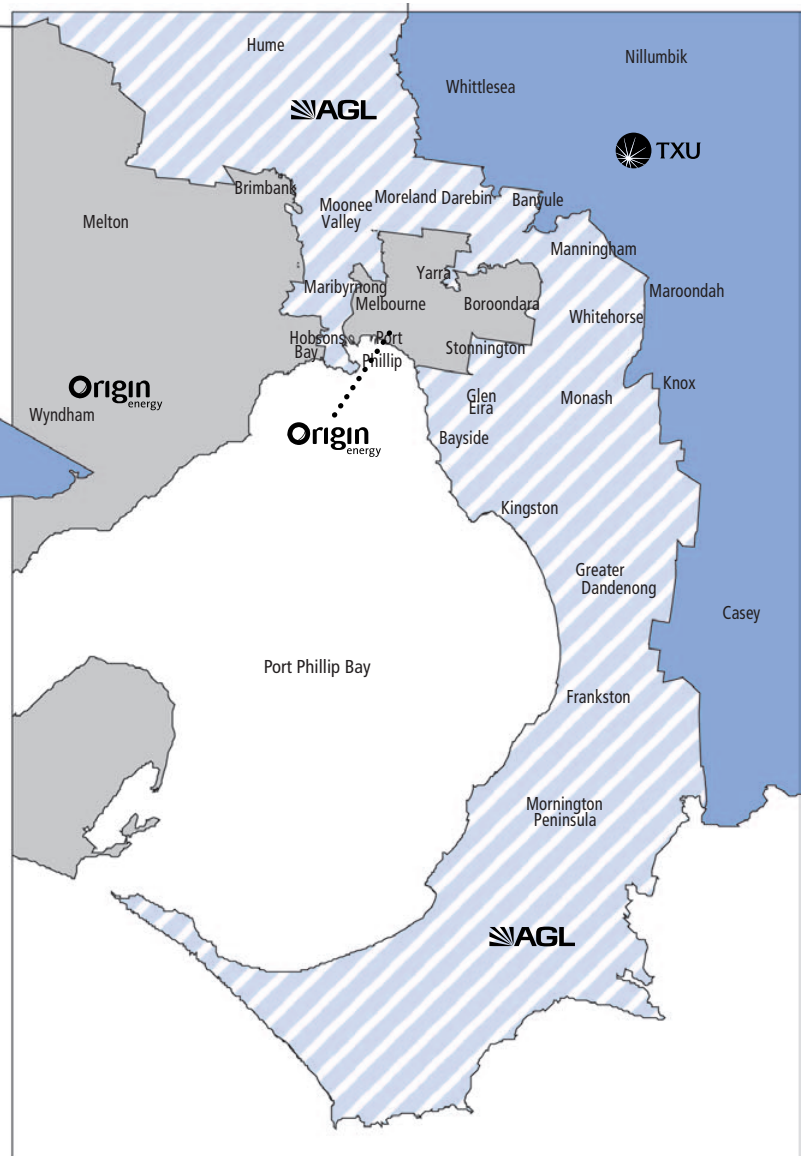 Hume
Nillumbik
Whittlesea
AGL
TXU
Brimbank
Moreland
Darebin
Banyule
Moonee
Valley
Melton
Manningham
Yarra
Maribyrnong
Melbourne
Boroondara
Maroondah
Whitehorse
Hobsons
Bay
Port
Phillip
Stonnington
Origin
energy
Wyndham
Glen
Eira
Monash
Knox
Origin
energy
Bayside
Kingston
Greater
Dandenong
Casey
Port Phillip Bay
Frankston
Mornington
Peninsula
AGL